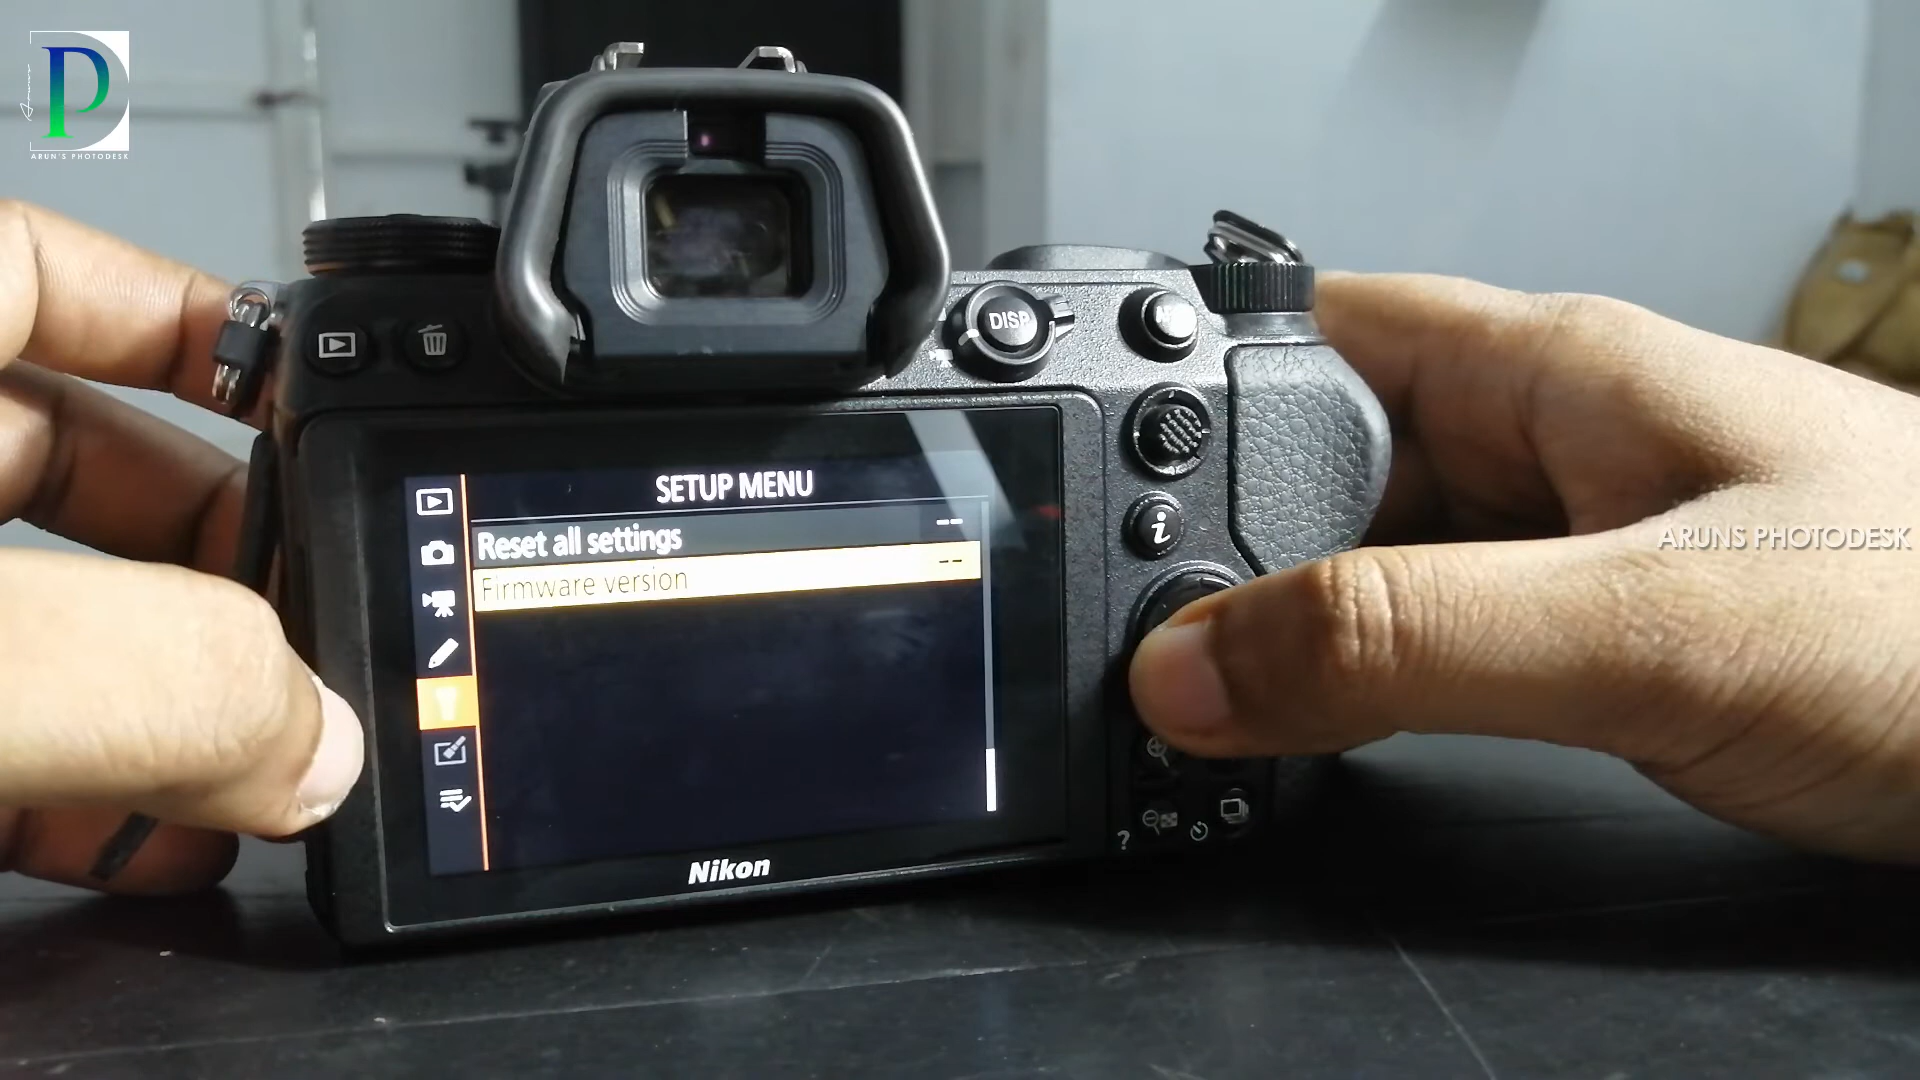 P
ARUN'S PHOTODESK
DISP
SETUP MENU
Reset all settings --
Firmware version --
i
ARUNS PHOTODESK
?
Nikon